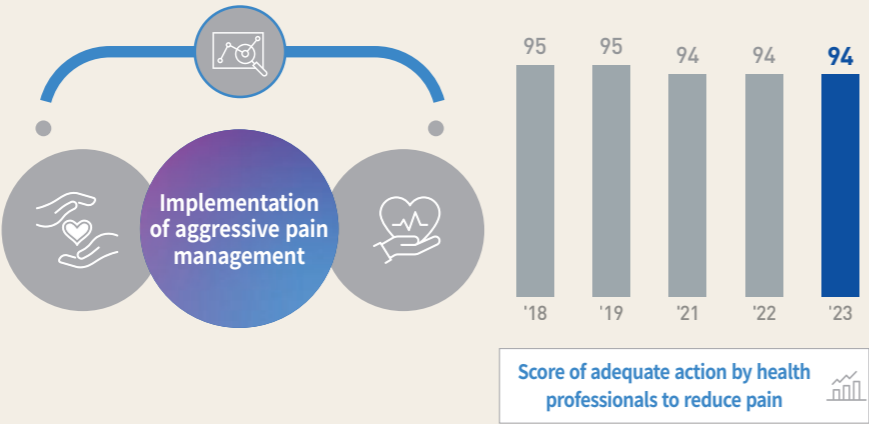 Implementation
of aggressive pain
management
95 95 94 94 94
'18 '19 '21 '22 '23
Score of adequate action by health
professionals to reduce pain